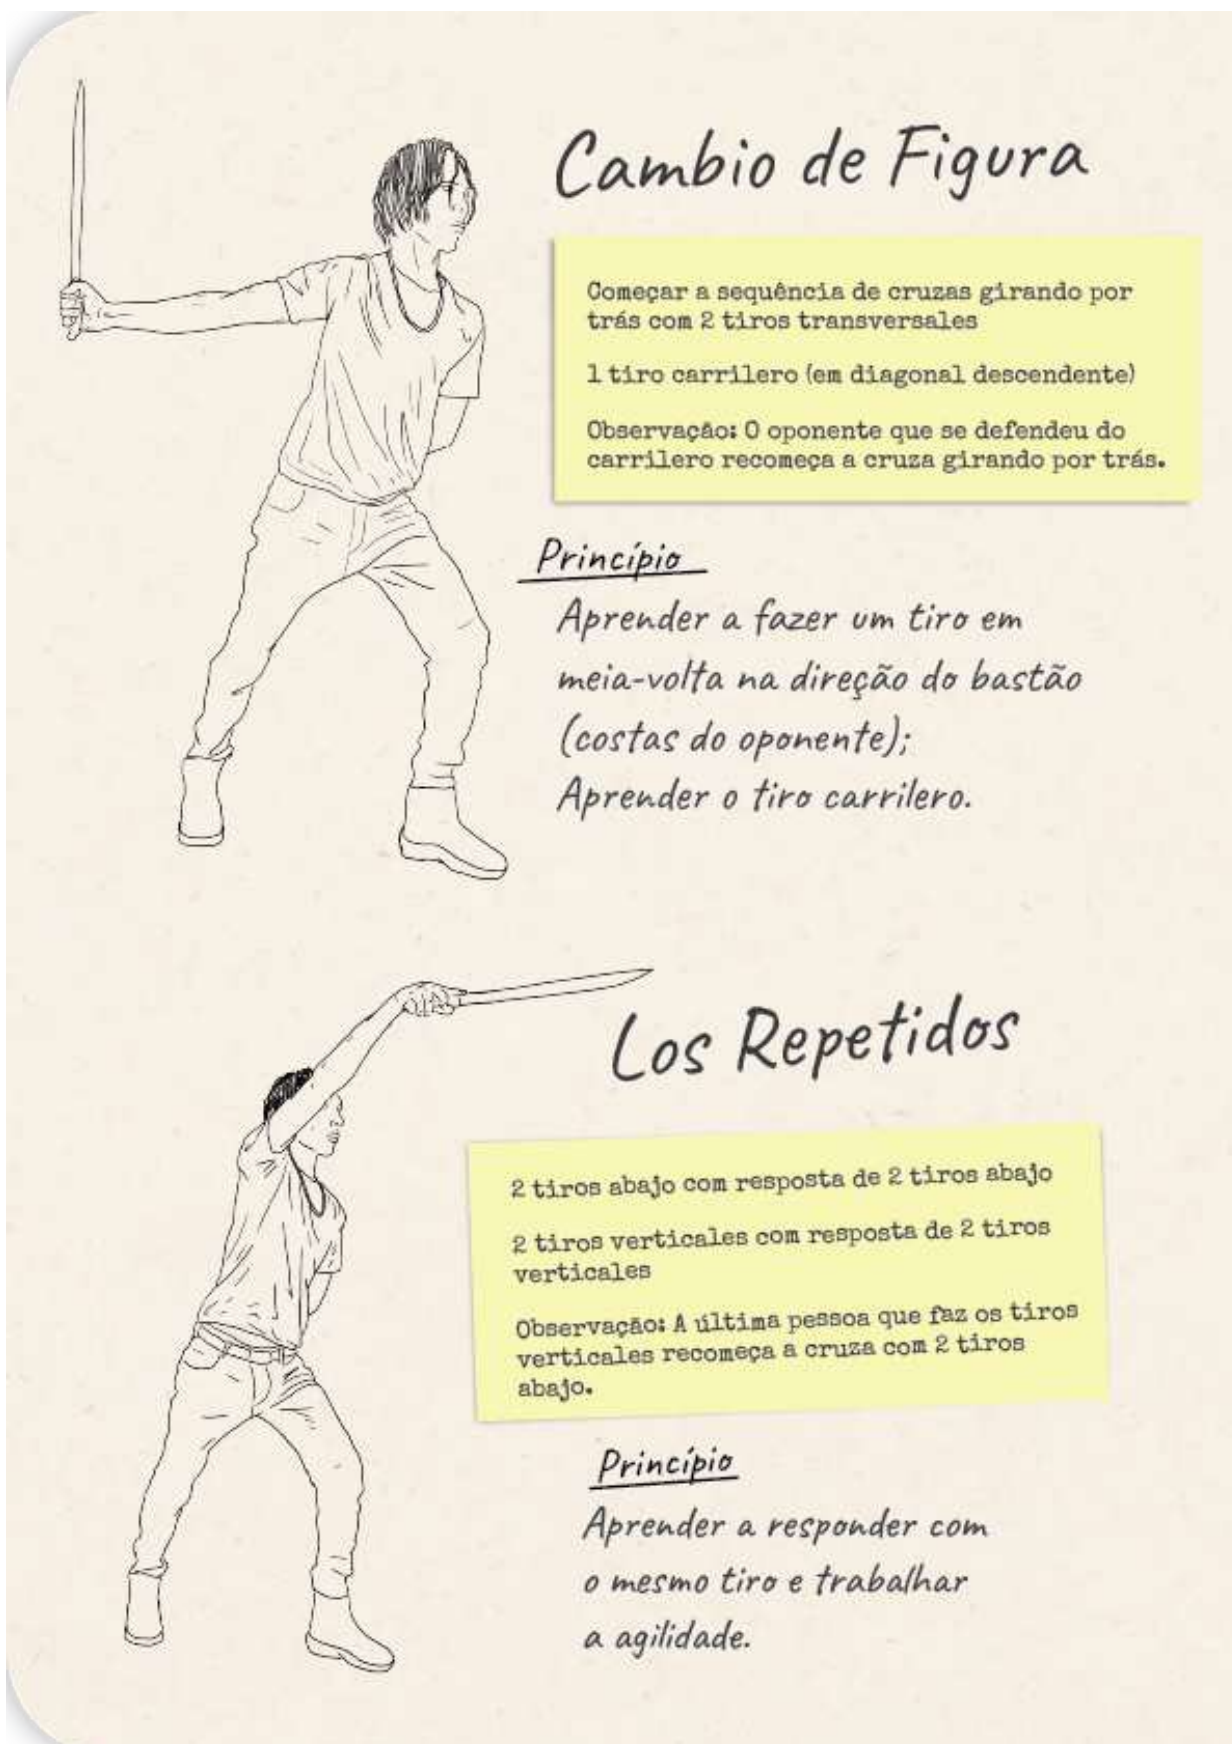 Cambio de Figura
Começar a sequência de cruzas girando por
trás com 2 tiros transversales
1 tiro carrilero (em diagonal descendente)
Observação: O oponente que se defendeu do
carrilero recomeça a cruza girando por trás.
Princípio
Aprender a fazer um tiro em
meia-volta na direção do bastão
(costas do oponente);
Aprender o tiro carrilero.
Los Repetidos
2 tiros abajo com resposta de 2 tiros abajo
2 tiros verticales com resposta de 2 tiros
verticales
Observação: A última pessoa que faz os tiros
verticales recomeça a cruza com 2 tiros
abajo.
Princípio
Aprender a responder com
o mesmo tiro e trabalhar
a agilidade.